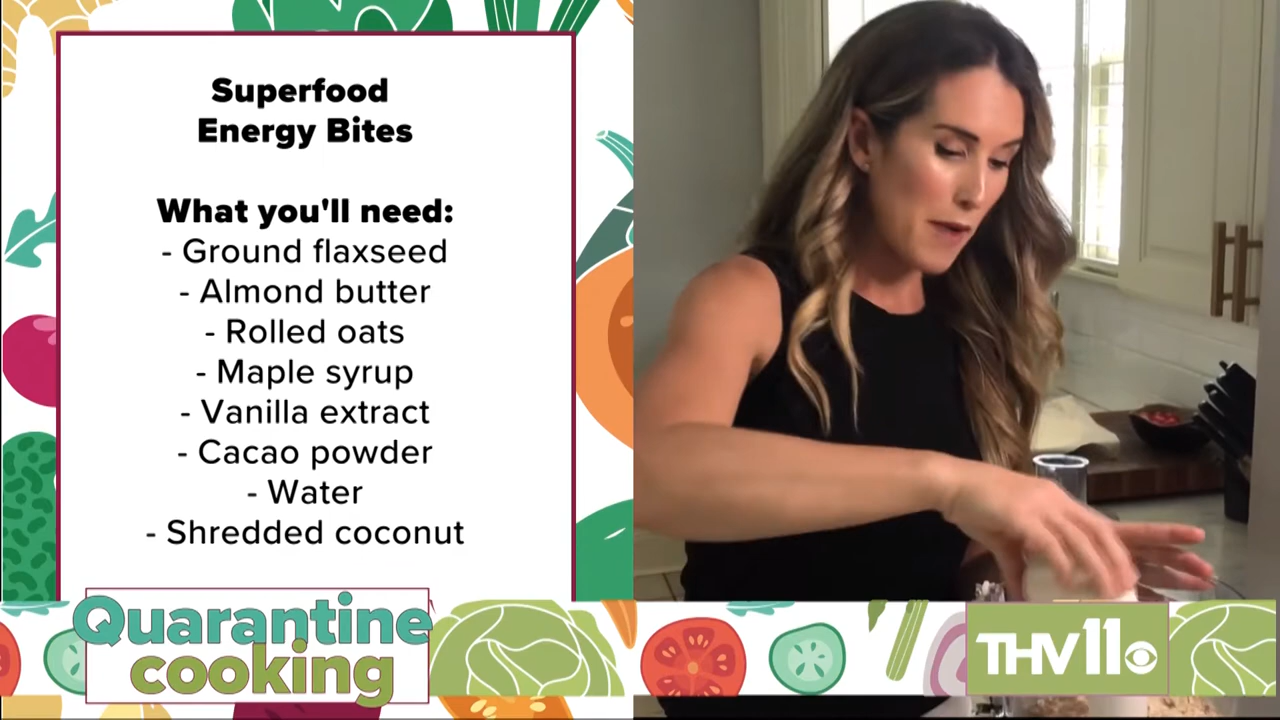 Superfood
Energy Bites
What you'll need:
- Ground flaxseed
- Almond butter
- Rolled oats
- Maple syrup
- Vanilla extract
- Cacao powder
- Water
- Shredded coconut
Quarantine
cooking
THV11